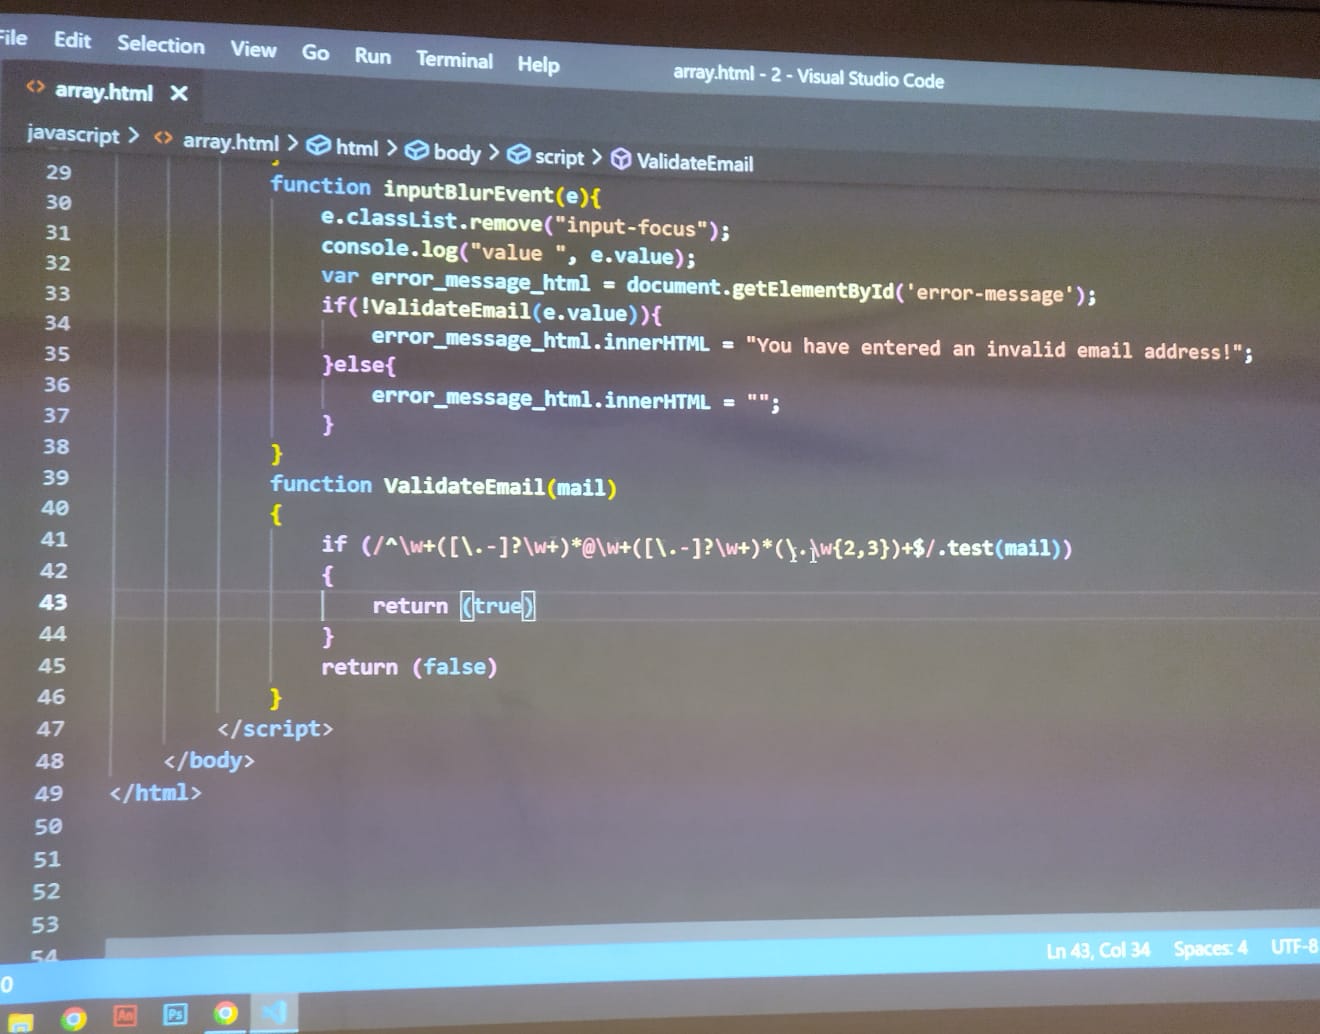 File Edit Selection View Go Run Terminal Help array.html - 2 - Visual Studio Code
array.html
javascript > array.html > html > body > script > ValidateEmail
29 function inputBlurEvent(e){
30 e.classList.remove("input-focus");
31 console.log("value ", e.value);
32 var error_message_html = document.getElementById('error-message');
33 if(!ValidateEmail(e.value)){
34 error_message_html.innerHTML = "You have entered an invalid email address!";
35 }else{
36 error_message_html.innerHTML = "";
37 }
38 }
39 function ValidateEmail(mail)
40 {
41 if (/^\w+([\.-]?\w+)*@\w+([\.-]?\w+)*(\.\w{2,3})+$/.test(mail))
42 {
43 return (true)
44 }
45 return (false)
46 }
47 </script>
48 </body>
49 </html>
50
51
52
53
54
Ln 43, Col 34 Spaces: 4 UTF-8
0
An Ps